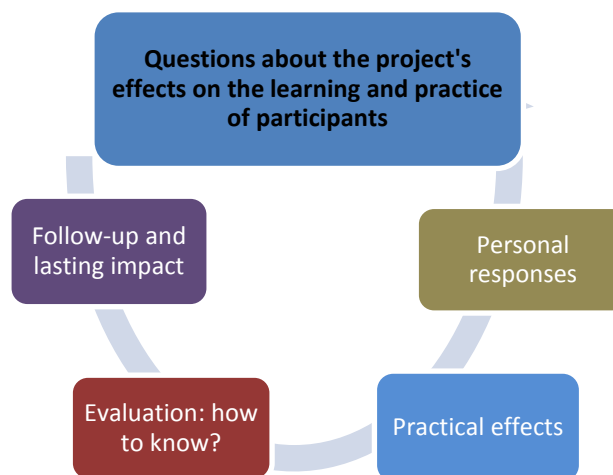 Questions about the project's
effects on the learning and practice
of participants
Personal
responses
Practical effects
Evaluation: how
to know?
Follow-up and
lasting impact